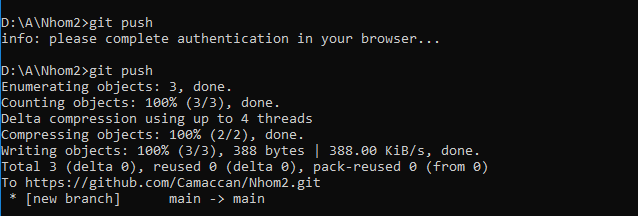 D:\A\Nhom2>git push
info: please complete authentication in your browser...
D:\A\Nhom2>git push
Enumerating objects: 3, done.
Counting objects: 100% (3/3), done.
Delta compression using up to 4 threads
Compressing objects: 100% (2/2), done.
Writing objects: 100% (3/3), 388 bytes | 388.00 KiB/s, done.
Total 3 (delta 0), reused 0 (delta 0), pack-reused 0 (from 0)
To https://github.com/Camaccan/Nhom2.git
 * [new branch]      main -> main